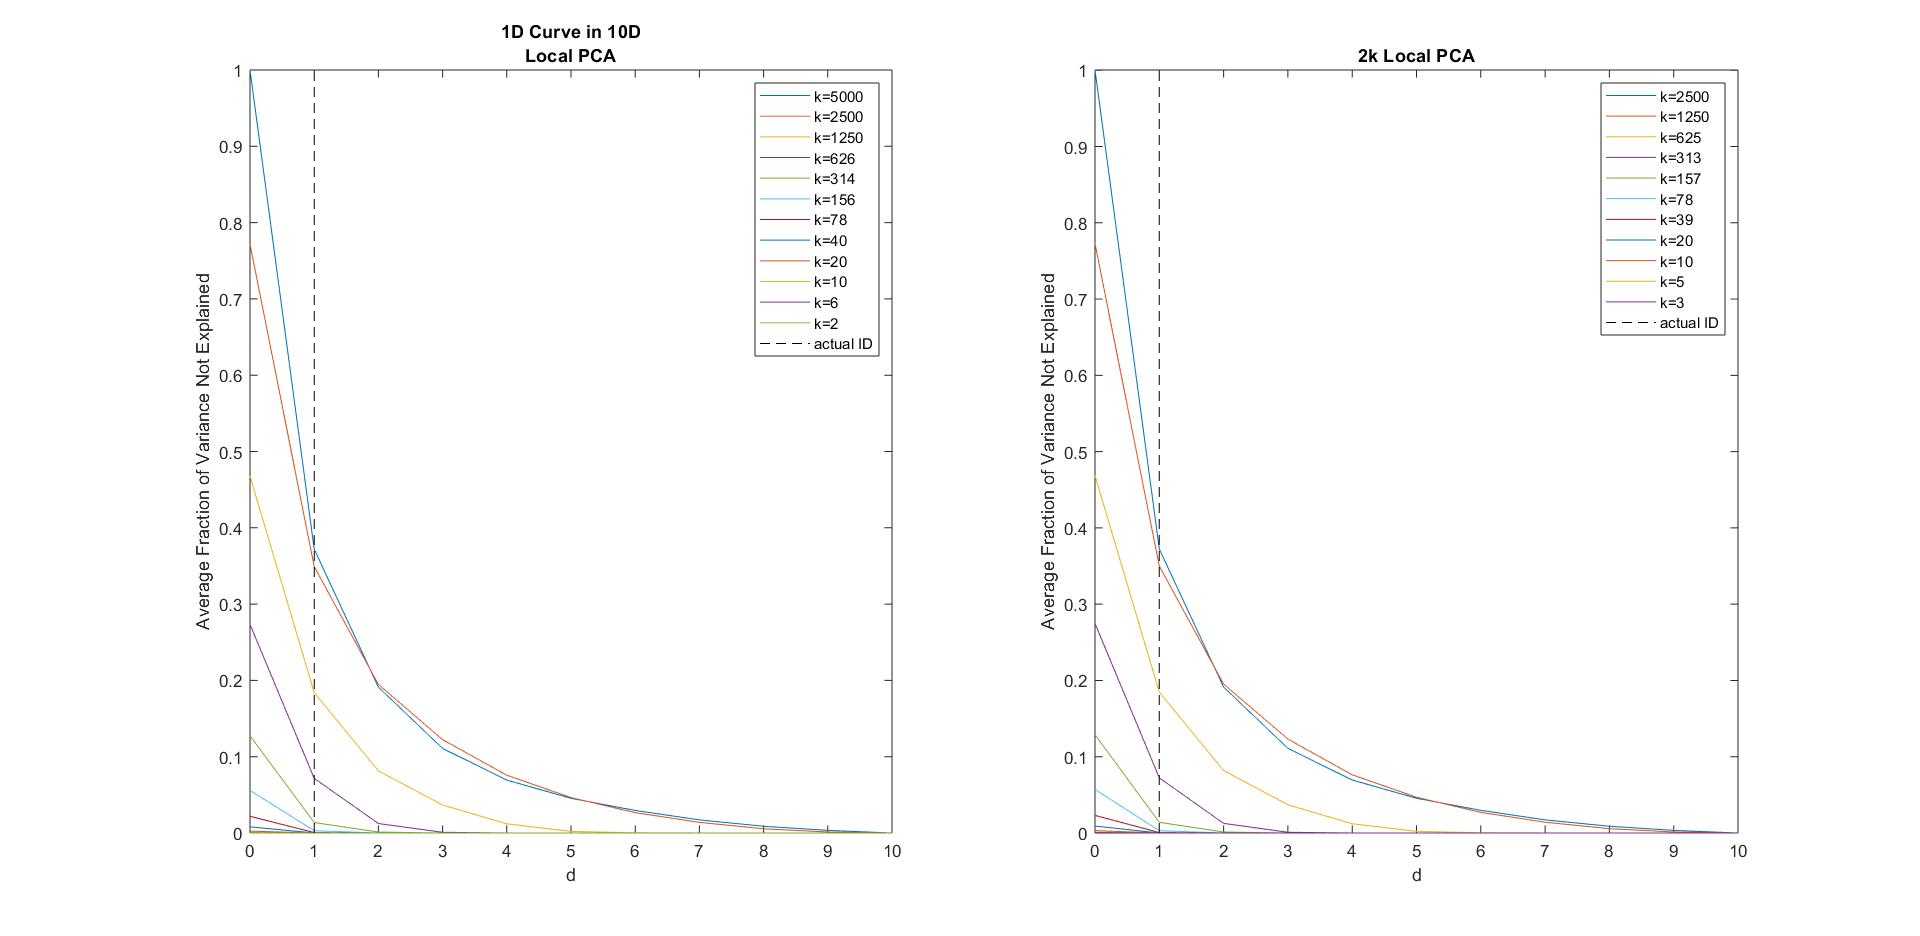 1D Curve in 10D
Local PCA
Average Fraction of Variance Not Explained
1
0.9
0.8
0.7
0.6
0.5
0.4
0.3
0.2
0.1
0
0 1 2 3 4 5 6 7 8 9 10
d
k=5000
k=2500
k=1250
k=626
k=314
k=156
k=78
k=40
k=20
k=10
k=6
k=2
actual ID
2k Local PCA
Average Fraction of Variance Not Explained
1
0.9
0.8
0.7
0.6
0.5
0.4
0.3
0.2
0.1
0
0 1 2 3 4 5 6 7 8 9 10
d
k=2500
k=1250
k=625
k=313
k=157
k=78
k=39
k=20
k=10
k=5
k=3
actual ID